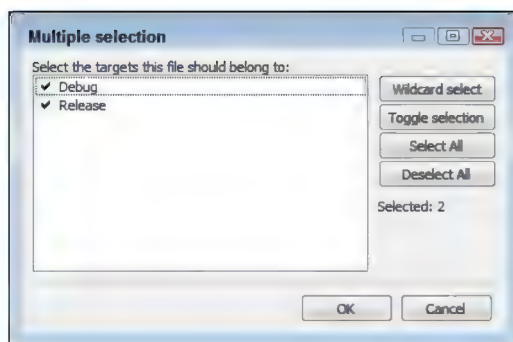 Multiple selection
Select the targets this file should belong to:
Debug
Release
Wildcard select
Toggle selection
Select All
Deselect All
Selected: 2
OK
Cancel